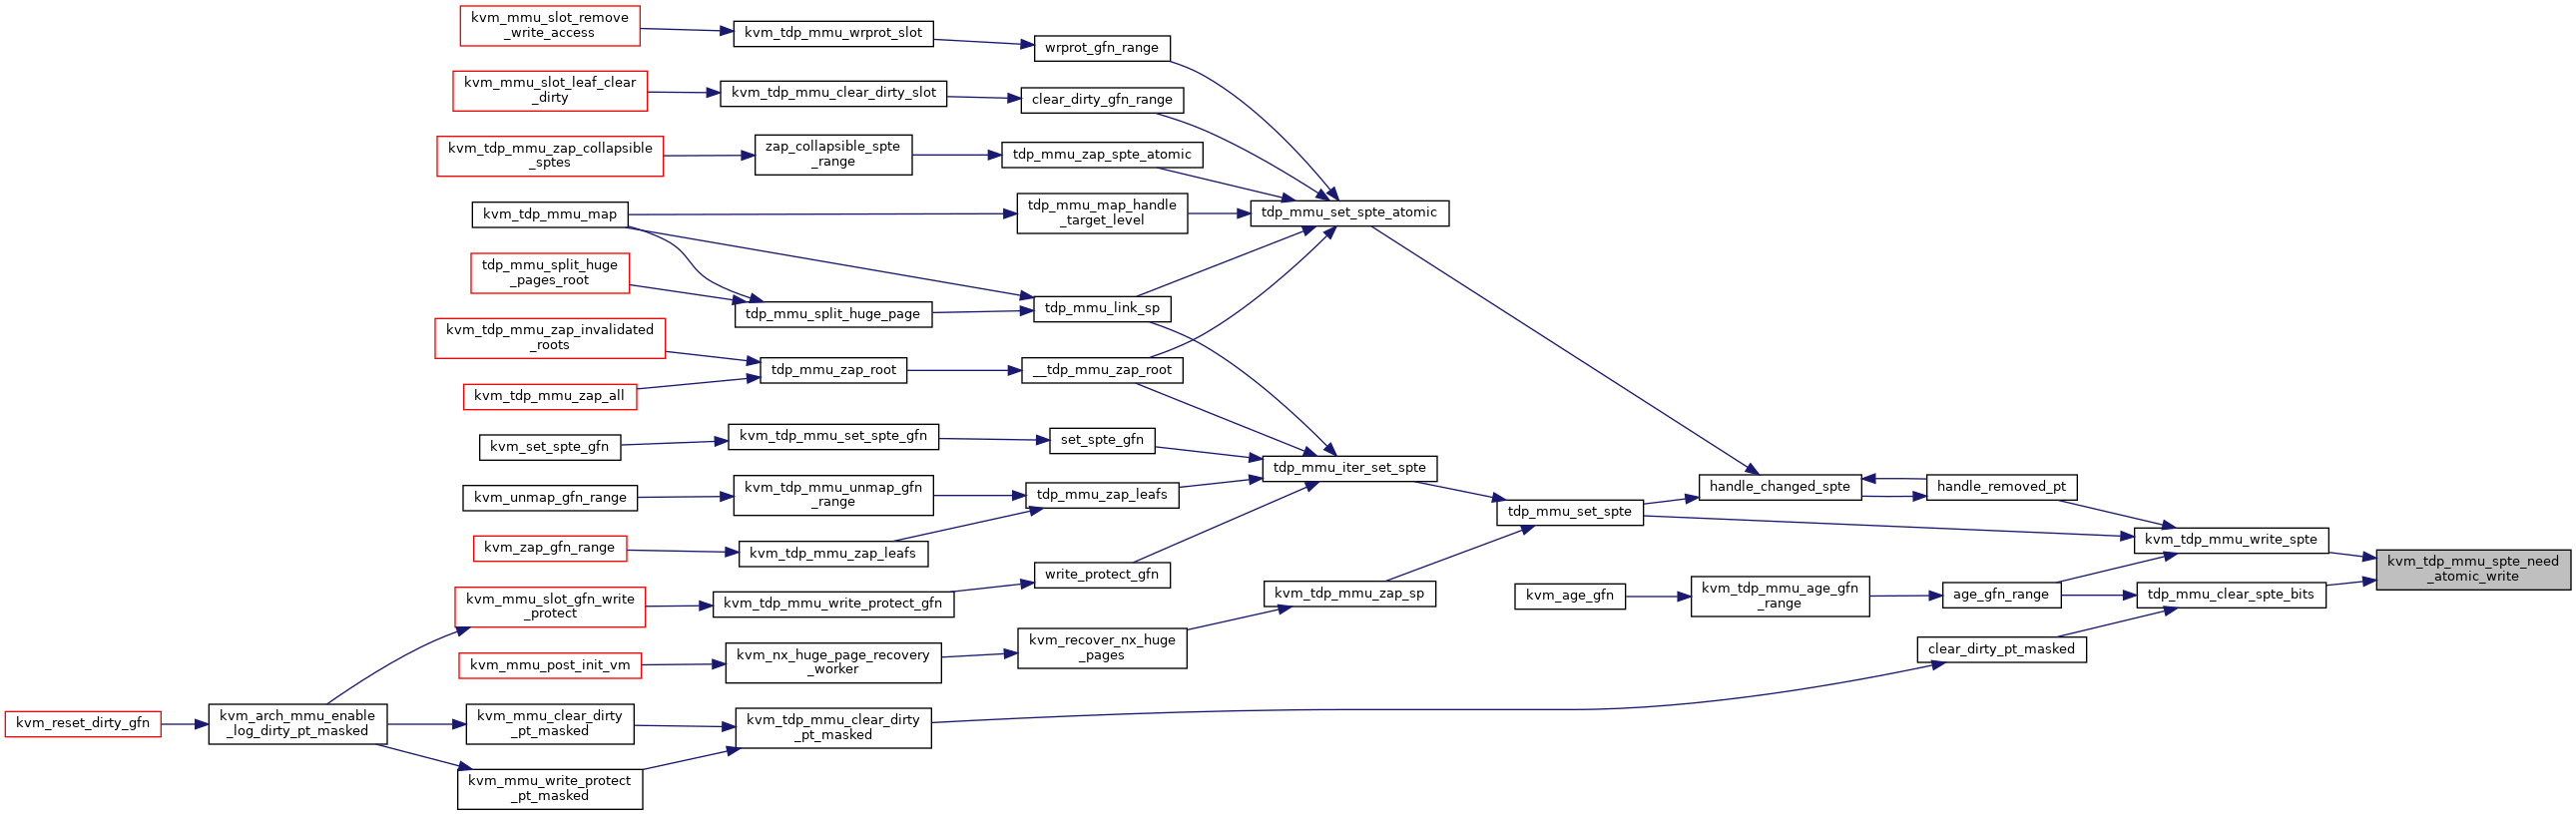 kvm_mmu_slot_remove
_write_access
kvm_tdp_mmu_wrprot_slot
wrprot_gfn_range
kvm_mmu_slot_leaf_clear
_dirty
kvm_tdp_mmu_clear_dirty_slot
clear_dirty_gfn_range
kvm_tdp_mmu_zap_collapsible
_sptes
zap_collapsible_spte
_range
tdp_mmu_zap_spte_atomic
kvm_tdp_mmu_map
tdp_mmu_map_handle
_target_level
tdp_mmu_set_spte_atomic
tdp_mmu_split_huge
_pages_root
tdp_mmu_split_huge_page
tdp_mmu_link_sp
kvm_tdp_mmu_zap_invalidated
_roots
tdp_mmu_zap_root
__tdp_mmu_zap_root
kvm_tdp_mmu_zap_all
kvm_set_spte_gfn
kvm_tdp_mmu_set_spte_gfn
set_spte_gfn
tdp_mmu_iter_set_spte
kvm_unmap_gfn_range
kvm_tdp_mmu_unmap_gfn
_range
tdp_mmu_zap_leafs
tdp_mmu_set_spte
handle_changed_spte
handle_removed_pt
kvm_zap_gfn_range
kvm_tdp_mmu_zap_leafs
write_protect_gfn
kvm_tdp_mmu_write_spte
kvm_tdp_mmu_spte_need
_atomic_write
kvm_mmu_slot_gfn_write
_protect
kvm_tdp_mmu_write_protect_gfn
kvm_tdp_mmu_zap_sp
kvm_age_gfn
kvm_tdp_mmu_age_gfn
_range
age_gfn_range
tdp_mmu_clear_spte_bits
kvm_mmu_post_init_vm
kvm_nx_huge_page_recovery
_worker
kvm_recover_nx_huge
_pages
clear_dirty_pt_masked
kvm_reset_dirty_gfn
kvm_arch_mmu_enable
_log_dirty_pt_masked
kvm_mmu_clear_dirty
_pt_masked
kvm_tdp_mmu_clear_dirty
_pt_masked
kvm_mmu_write_protect
_pt_masked